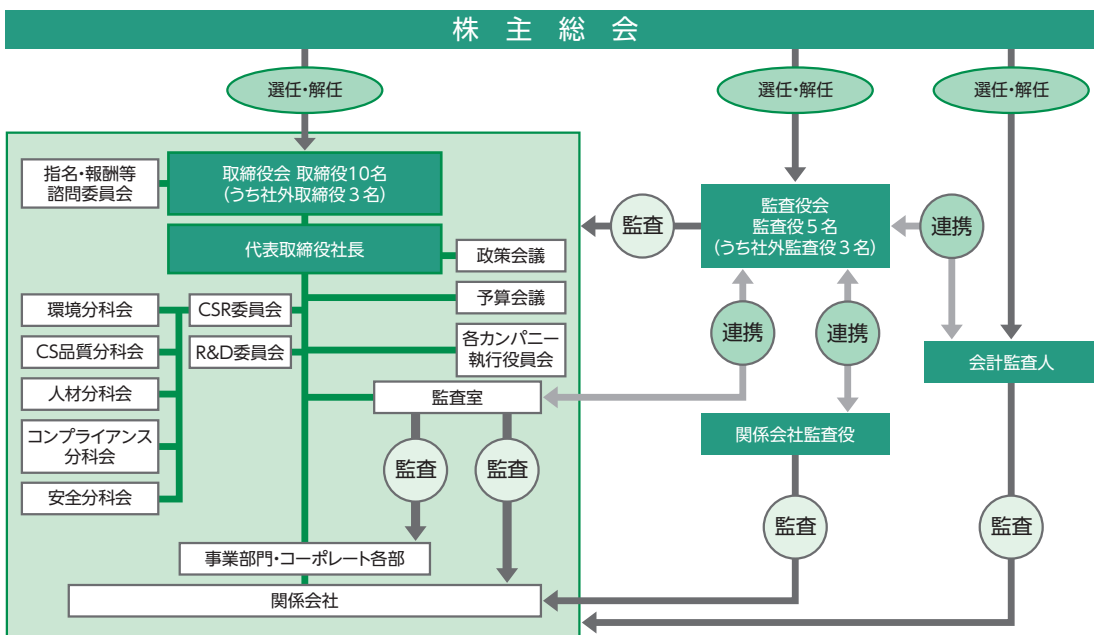 株主総会
選任・解任
選任・解任
選任・解任
指名・報酬等
諮問委員会
取締役会 取締役10名
(うち社外取締役3名)
監査
監査役会
監査役5名
(うち社外監査役3名)
連携
代表取締役社長
政策会議
環境分科会
CSR委員会
予算会議
連携
連携
CS品質分科会
R&D委員会
各カンパニー
執行役員会
会計監査人
人材分科会
監査室
関係会社監査役
コンプライアンス
分科会
監査
監査
安全分科会
監査
監査
事業部門・コーポレート各部
関係会社